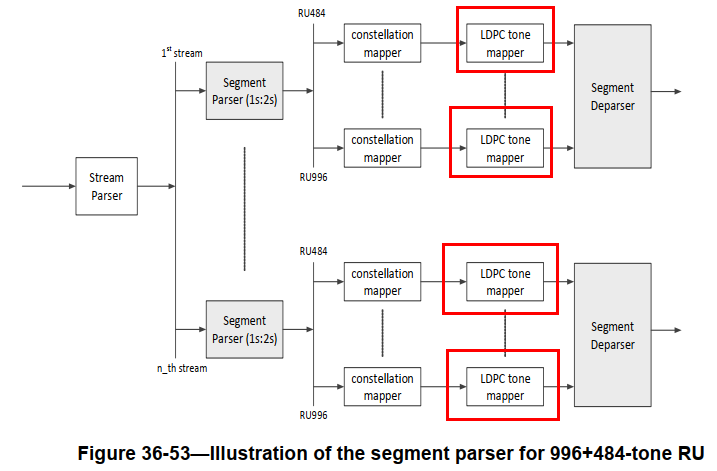 RU484
constellation
mapper
LDPC tone
mapper
1st stream
Segment
Parser (1s:2s)
Segment
Deparser
constellation
mapper
LDPC tone
mapper
RU996
Stream
Parser
RU484
constellation
mapper
LDPC tone
mapper
Segment
Parser (1s:2s)
Segment
Deparser
n_th stream
constellation
mapper
LDPC tone
mapper
RU996
Figure 36-53—Illustration of the segment parser for 996+484-tone RU